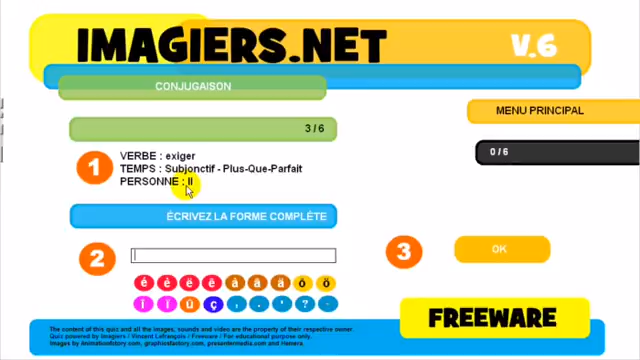 IMAGIERS.NET
V.6
CONJUGAISON
MENU PRINCIPAL
3 / 6
0 / 6
1
VERBE : exiger
TEMPS : Subjonctif - Plus-Que-Parfait
PERSONNE : Il
ÉCRIVEZ LA FORME COMPLÈTE
2
3
OK
é è ë ê à â ä ô ö
î ï û ç , . ' ? -
FREEWARE
The content of this quiz and all the images, sounds and video are the property of their respective owner.
Quiz powered by Imagiers / Vincent Lefrançois / For educational purpose only.
Images by Animationfactory.com, graphicsfactory.com, presentermedia.com and Hemera.